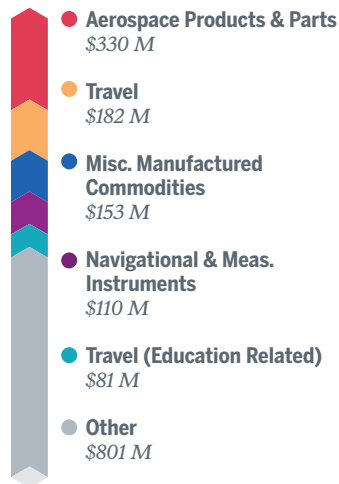 Aerospace Products & Parts
$330 M
Travel
$182 M
Misc. Manufactured
Commodities
$153 M
Navigational & Meas.
Instruments
$110 M
Travel (Education Related)
$81 M
Other
$801 M